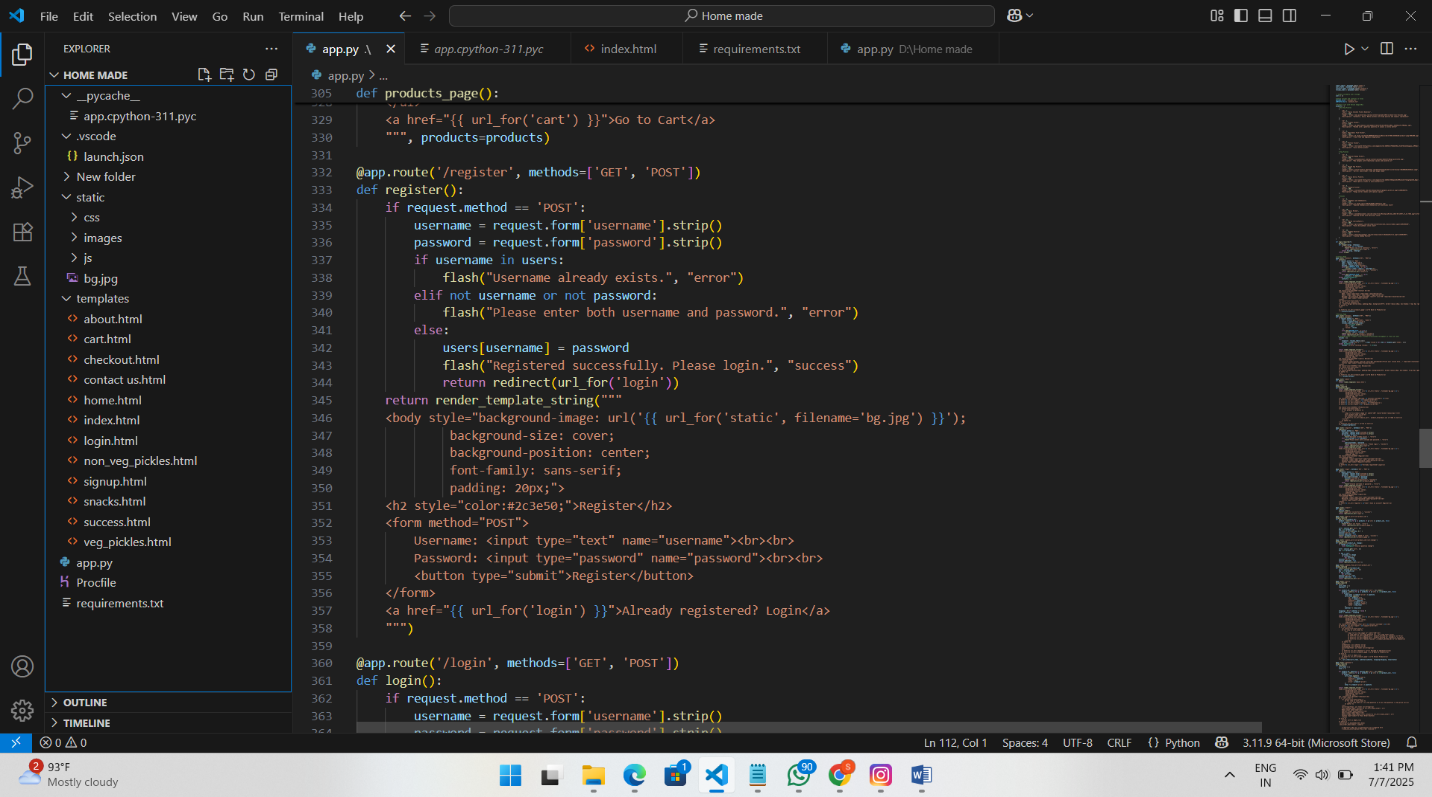 File Edit Selection View Go Run Terminal Help
Home made
EXPLORER
app.py .\
app.cpython-311.pyc
index.html
requirements.txt
app.py D:\Home made
HOME MADE
__pycache__
app.cpython-311.pyc
.vscode
launch.json
New folder
static
css
images
js
bg.jpg
templates
about.html
cart.html
checkout.html
contact us.html
home.html
index.html
login.html
non_veg_pickles.html
signup.html
snacks.html
success.html
veg_pickles.html
app.py
Procfile
requirements.txt
OUTLINE
TIMELINE
app.py > ...
305 def products_page():
329 <a href="{{ url_for('cart') }}">Go to Cart</a>
330 """, products=products)
331
332 @app.route('/register', methods=['GET', 'POST'])
333 def register():
334 if request.method == 'POST':
335 username = request.form['username'].strip()
336 password = request.form['password'].strip()
337 if username in users:
338 flash("Username already exists.", "error")
339 elif not username or not password:
340 flash("Please enter both username and password.", "error")
341 else:
342 users[username] = password
343 flash("Registered successfully. Please login.", "success")
344 return redirect(url_for('login'))
345 return render_template_string("""
346 <body style="background-image: url('{{ url_for('static', filename='bg.jpg') }}');
347 background-size: cover;
348 background-position: center;
349 font-family: sans-serif;
350 padding: 20px;">
351 <h2 style="color:#2c3e50;">Register</h2>
352 <form method="POST">
353 Username: <input type="text" name="username"><br><br>
354 Password: <input type="password" name="password"><br><br>
355 <button type="submit">Register</button>
356 </form>
357 <a href="{{ url_for('login') }}">Already registered? Login</a>
358 """)
359
360 @app.route('/login', methods=['GET', 'POST'])
361 def login():
362 if request.method == 'POST':
363 username = request.form['username'].strip()
364 password = request.form['password'].strip()
0 0
Ln 112, Col 1 Spaces: 4 UTF-8 CRLF {} Python 3.11.9 64-bit (Microsoft Store)
2
93°F
Mostly cloudy
1
90
S
ENG
IN
1:41 PM
7/7/2025